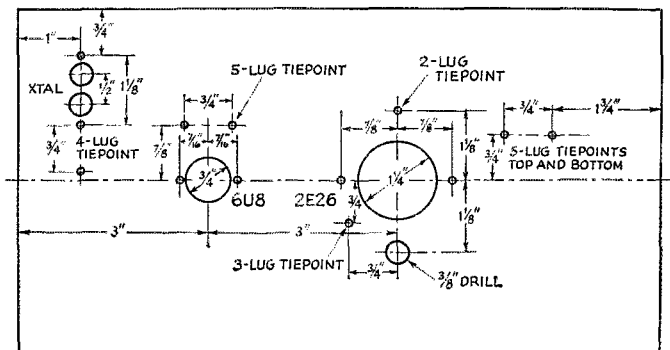 3/4"
1"
5-LUG TIEPOINT
2-LUG
TIEPOINT
XTAL
1/2"
1 1/8"
3/4"
7/8"
7/8"
3/4"
1 3/4"
4-LUG
TIEPOINT
3/4"
7/8"
7/16"
7/16"
1 1/8"
3/4"
5-LUG TIEPOINTS
TOP AND BOTTOM
3/4"
1 1/4"
6U8
2E26
3/4
1 1/8"
3"
3"
3-LUG TIEPOINT
3/4"
3/8" DRILL